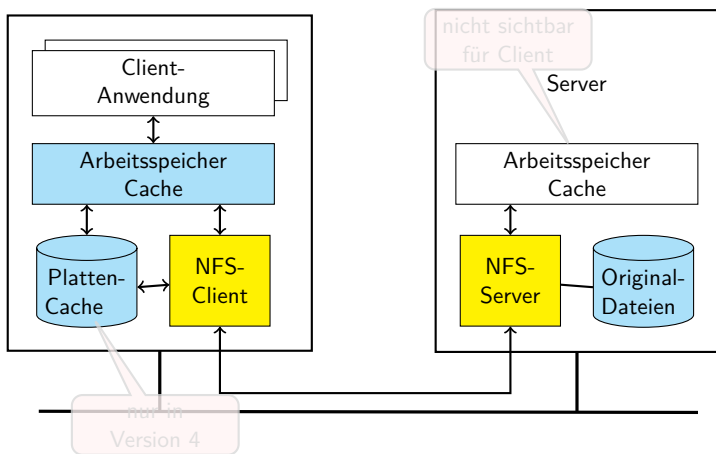 Client-
Anwendung
Arbeitsspeicher
Cache
Platten-
Cache
NFS-
Client
nur in
Version 4
nicht sichtbar
für Client
Server
Arbeitsspeicher
Cache
NFS-
Server
Original-
Dateien